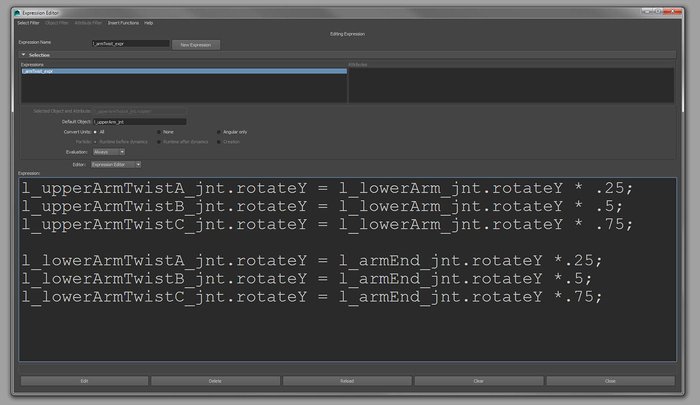 Expression Editor
Select Filter Object Filter Attribute Filter Insert Functions Help
Editing Expression
Expression Name l_armTwist_expr New Expression
Selection
Expressions Attributes
l_armTwist_expr
Selected Object and Attribute:
Default Object: l_upperArm_jnt
Convert Units: All None Angular only
Particle: Runtime before dynamics Runtime after dynamics Creation
Evaluation: Always
Editor: Expression Editor
Expression:
l_upperArmTwistA_jnt.rotateY = l_lowerArm_jnt.rotateY * .25;
l_upperArmTwistB_jnt.rotateY = l_lowerArm_jnt.rotateY * .5;
l_upperArmTwistC_jnt.rotateY = l_lowerArm_jnt.rotateY * .75;
l_lowerArmTwistA_jnt.rotateY = l_armEnd_jnt.rotateY *.25;
l_lowerArmTwistB_jnt.rotateY = l_armEnd_jnt.rotateY *.5;
l_lowerArmTwistC_jnt.rotateY = l_armEnd_jnt.rotateY *.75;
Edit Delete Reload Clear Close